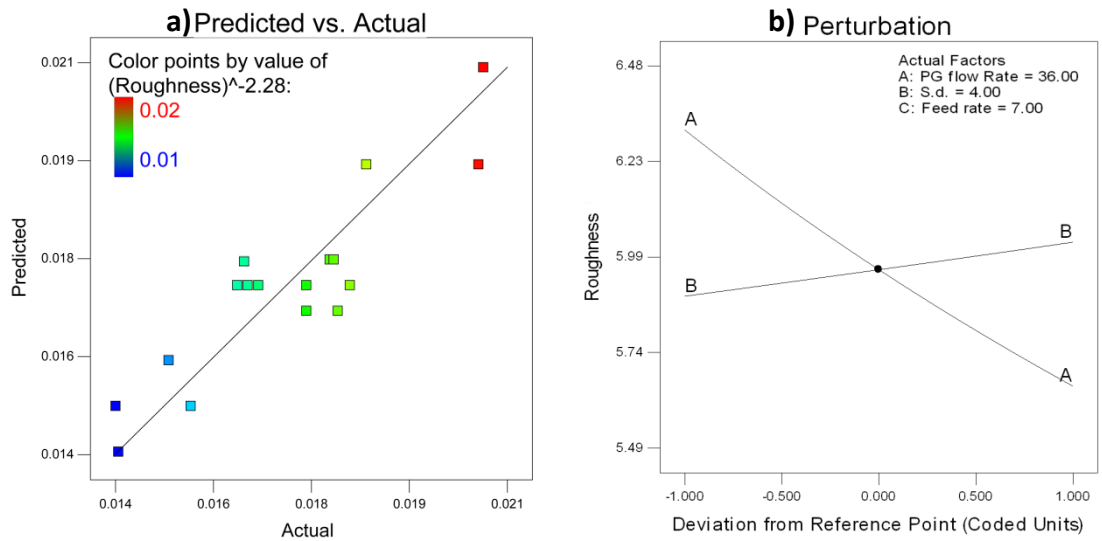 a) Predicted vs. Actual
Color points by value of
(Roughness)^-2.28:
0.02
0.01
0.021
0.019
0.018
0.016
0.014
Predicted
0.014
0.016
0.018
0.019
0.021
Actual
b) Perturbation
Actual Factors
A: PG flow Rate = 36.00
B: S.d. = 4.00
C: Feed rate = 7.00
6.48
6.23
5.99
5.74
5.49
Roughness
A
B
B
A
-1.000
-0.500
0.000
0.500
1.000
Deviation from Reference Point (Coded Units)